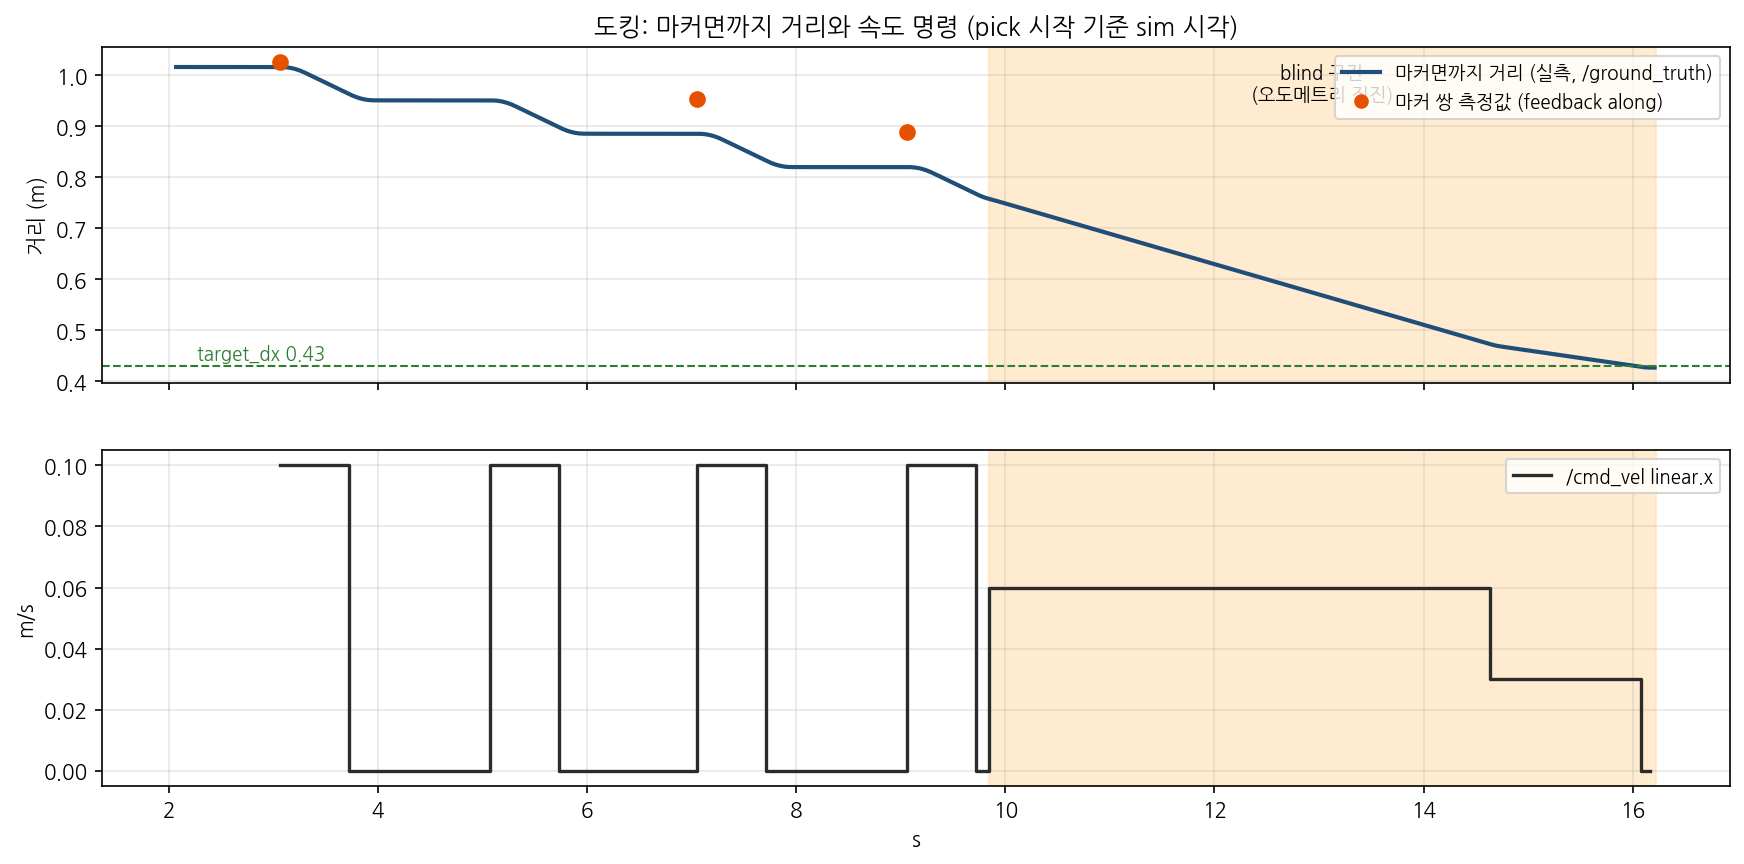 도킹: 마커면까지 거리와 속도 명령 (pick 시작 기준 sim 시각)
blind 구간
(오도메트리 직진)
마커면까지 거리 (실측, /ground_truth)
마커 쌍 측정값 (feedback along)
1.0
0.9
0.8
0.7
0.6
0.5
0.4
거리 (m)
target_dx 0.43
/cmd_vel linear.x
0.10
0.08
0.06
0.04
0.02
0.00
m/s
2 4 6 8 10 12 14 16
s